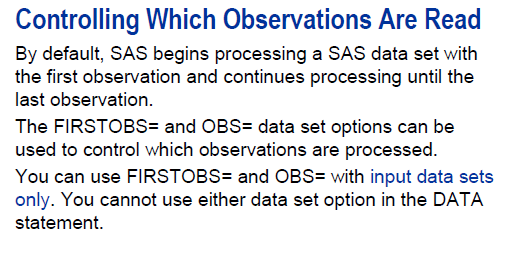 Controlling Which Observations Are Read
By default, SAS begins processing a SAS data set with
the first observation and continues processing until the
last observation.
The FIRSTOBS= and OBS= data set options can be
used to control which observations are processed.
You can use FIRSTOBS= and OBS= with input data sets
only. You cannot use either data set option in the DATA
statement.